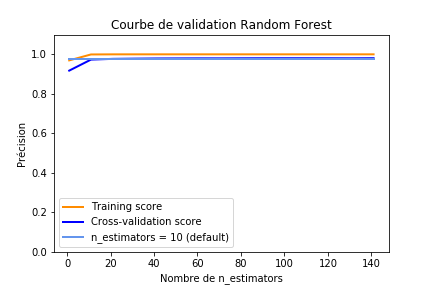 Courbe de validation Random Forest
1.0
0.8
0.6
0.4
0.2
0.0
Précision
Training score
Cross-validation score
n_estimators = 10 (default)
0 20 40 60 80 100 120 140
Nombre de n_estimators